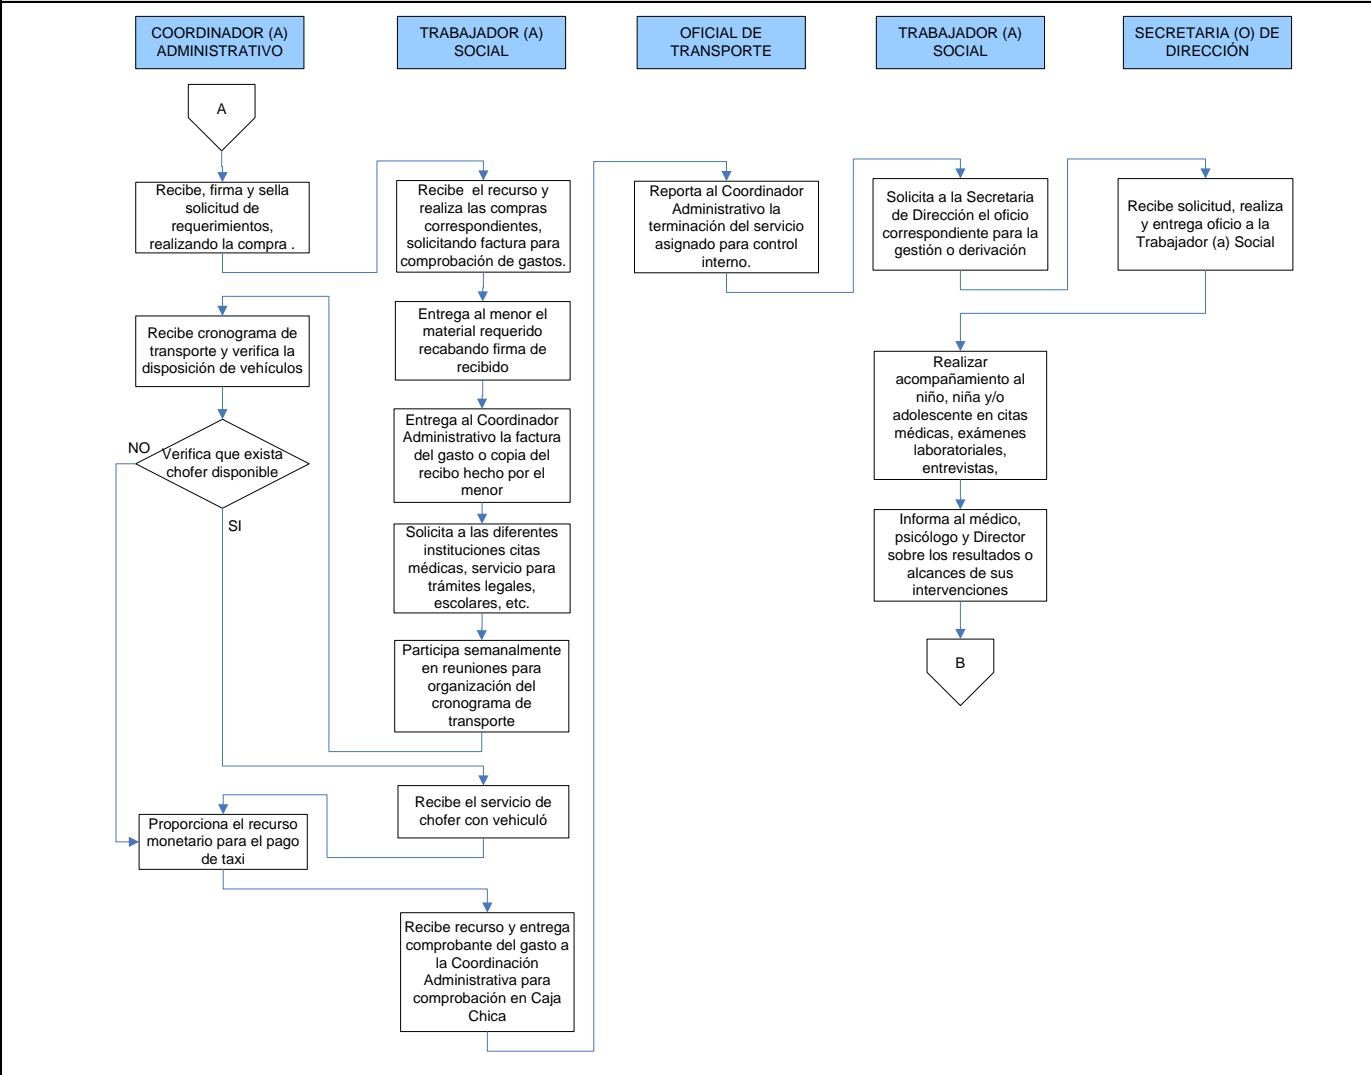 COORDINADOR (A)
ADMINISTRATIVO
TRABAJADOR (A)
SOCIAL
OFICIAL DE
TRANSPORTE
TRABAJADOR (A)
SOCIAL
SECRETARIA (O) DE
DIRECCIÓN
A
Recibe, firma y sella
solicitud de
requerimientos,
realizando la compra .
Recibe cronograma de
transporte y verifica la
disposición de vehículos
NO
Verifica que exista
chofer disponible
SI
Proporciona el recurso
monetario para el pago
de taxi
Recibe el recurso y
realiza las compras
correspondientes,
solicitando factura para
comprobación de gastos.
Entrega al menor el
material requerido
recabando firma de
recibido
Entrega al Coordinador
Administrativo la factura
del gasto o copia del
recibo hecho por el
menor
Solicita a las diferentes
instituciones citas
médicas, servicio para
trámites legales,
escolares, etc.
Participa semanalmente
en reuniones para
organización del
cronograma de
transporte
Recibe el servicio de
chofer con vehiculó
Recibe recurso y entrega
comprobante del gasto a
la Coordinación
Administrativa para
comprobación en Caja
Chica
Reporta al Coordinador
Administrativo la
terminación del servicio
asignado para control
interno.
Solicita a la Secretaria
de Dirección el oficio
correspondiente para la
gestión o derivación
Realizar
acompañamiento al
niño, niña y/o
adolescente en citas
médicas, exámenes
laboratoriales,
entrevistas,
Informa al médico,
psicólogo y Director
sobre los resultados o
alcances de sus
intervenciones
B
Recibe solicitud, realiza
y entrega oficio a la
Trabajador (a) Social